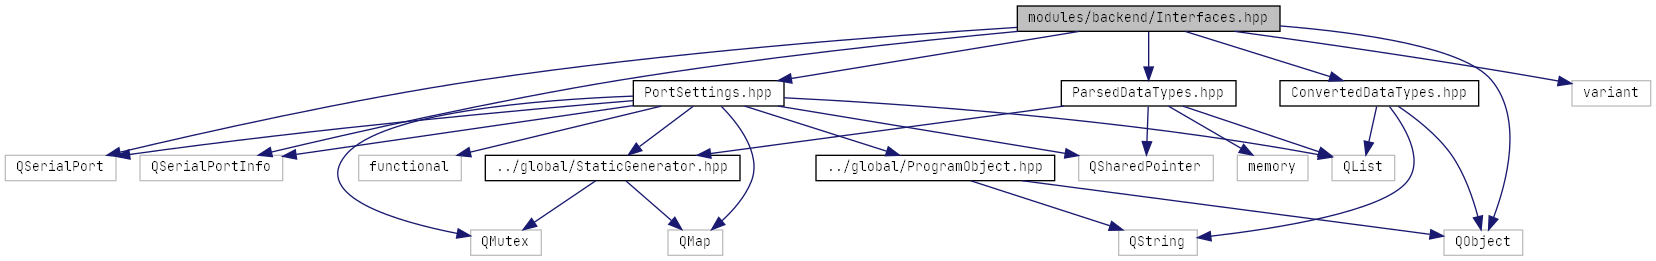 modules/backend/Interfaces.hpp
PortSettings.hpp
ParsedDataTypes.hpp
ConvertedDataTypes.hpp
variant
QSerialPort
QSerialPortInfo
functional
../global/StaticGenerator.hpp
../global/ProgramObject.hpp
QSharedPointer
memory
QList
QMutex
QMap
QString
QObject